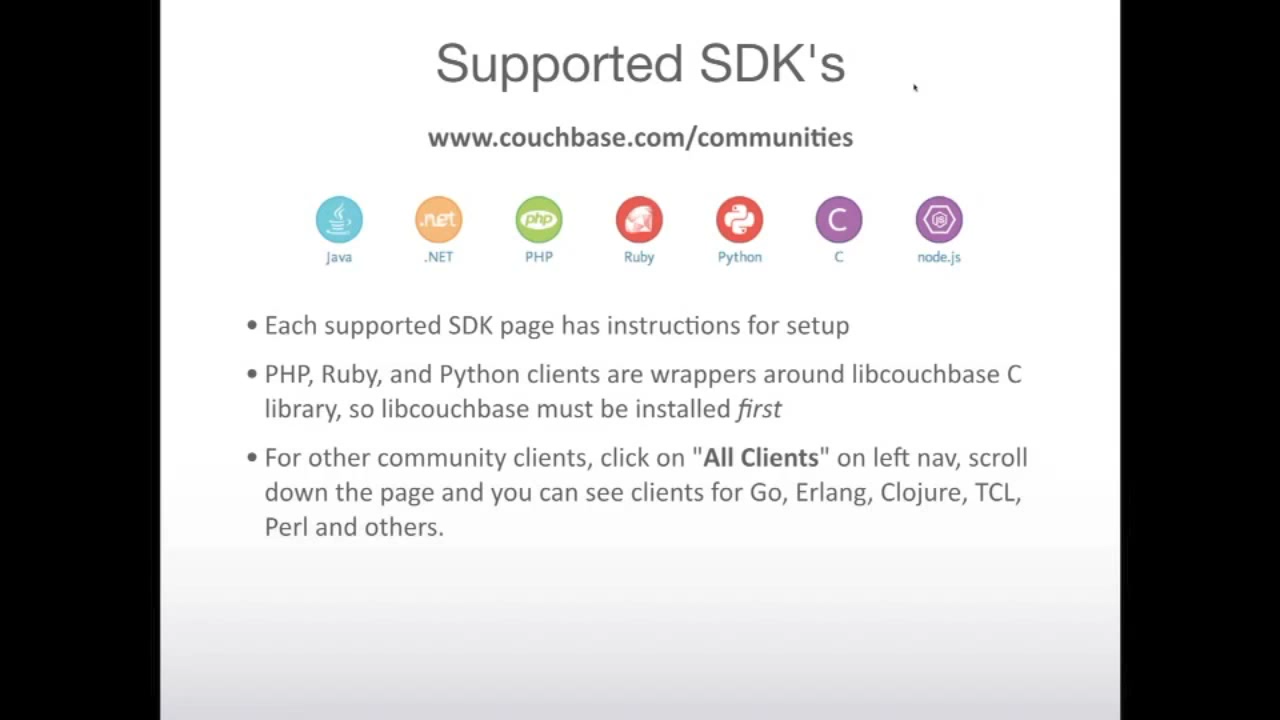 Supported SDK's
www.couchbase.com/communities
.net php C JS
Java .NET PHP Ruby Python C node.js
• Each supported SDK page has instructions for setup
• PHP, Ruby, and Python clients are wrappers around libcouchbase C
library, so libcouchbase must be installed first
• For other community clients, click on "All Clients" on left nav, scroll
down the page and you can see clients for Go, Erlang, Clojure, TCL,
Perl and others.